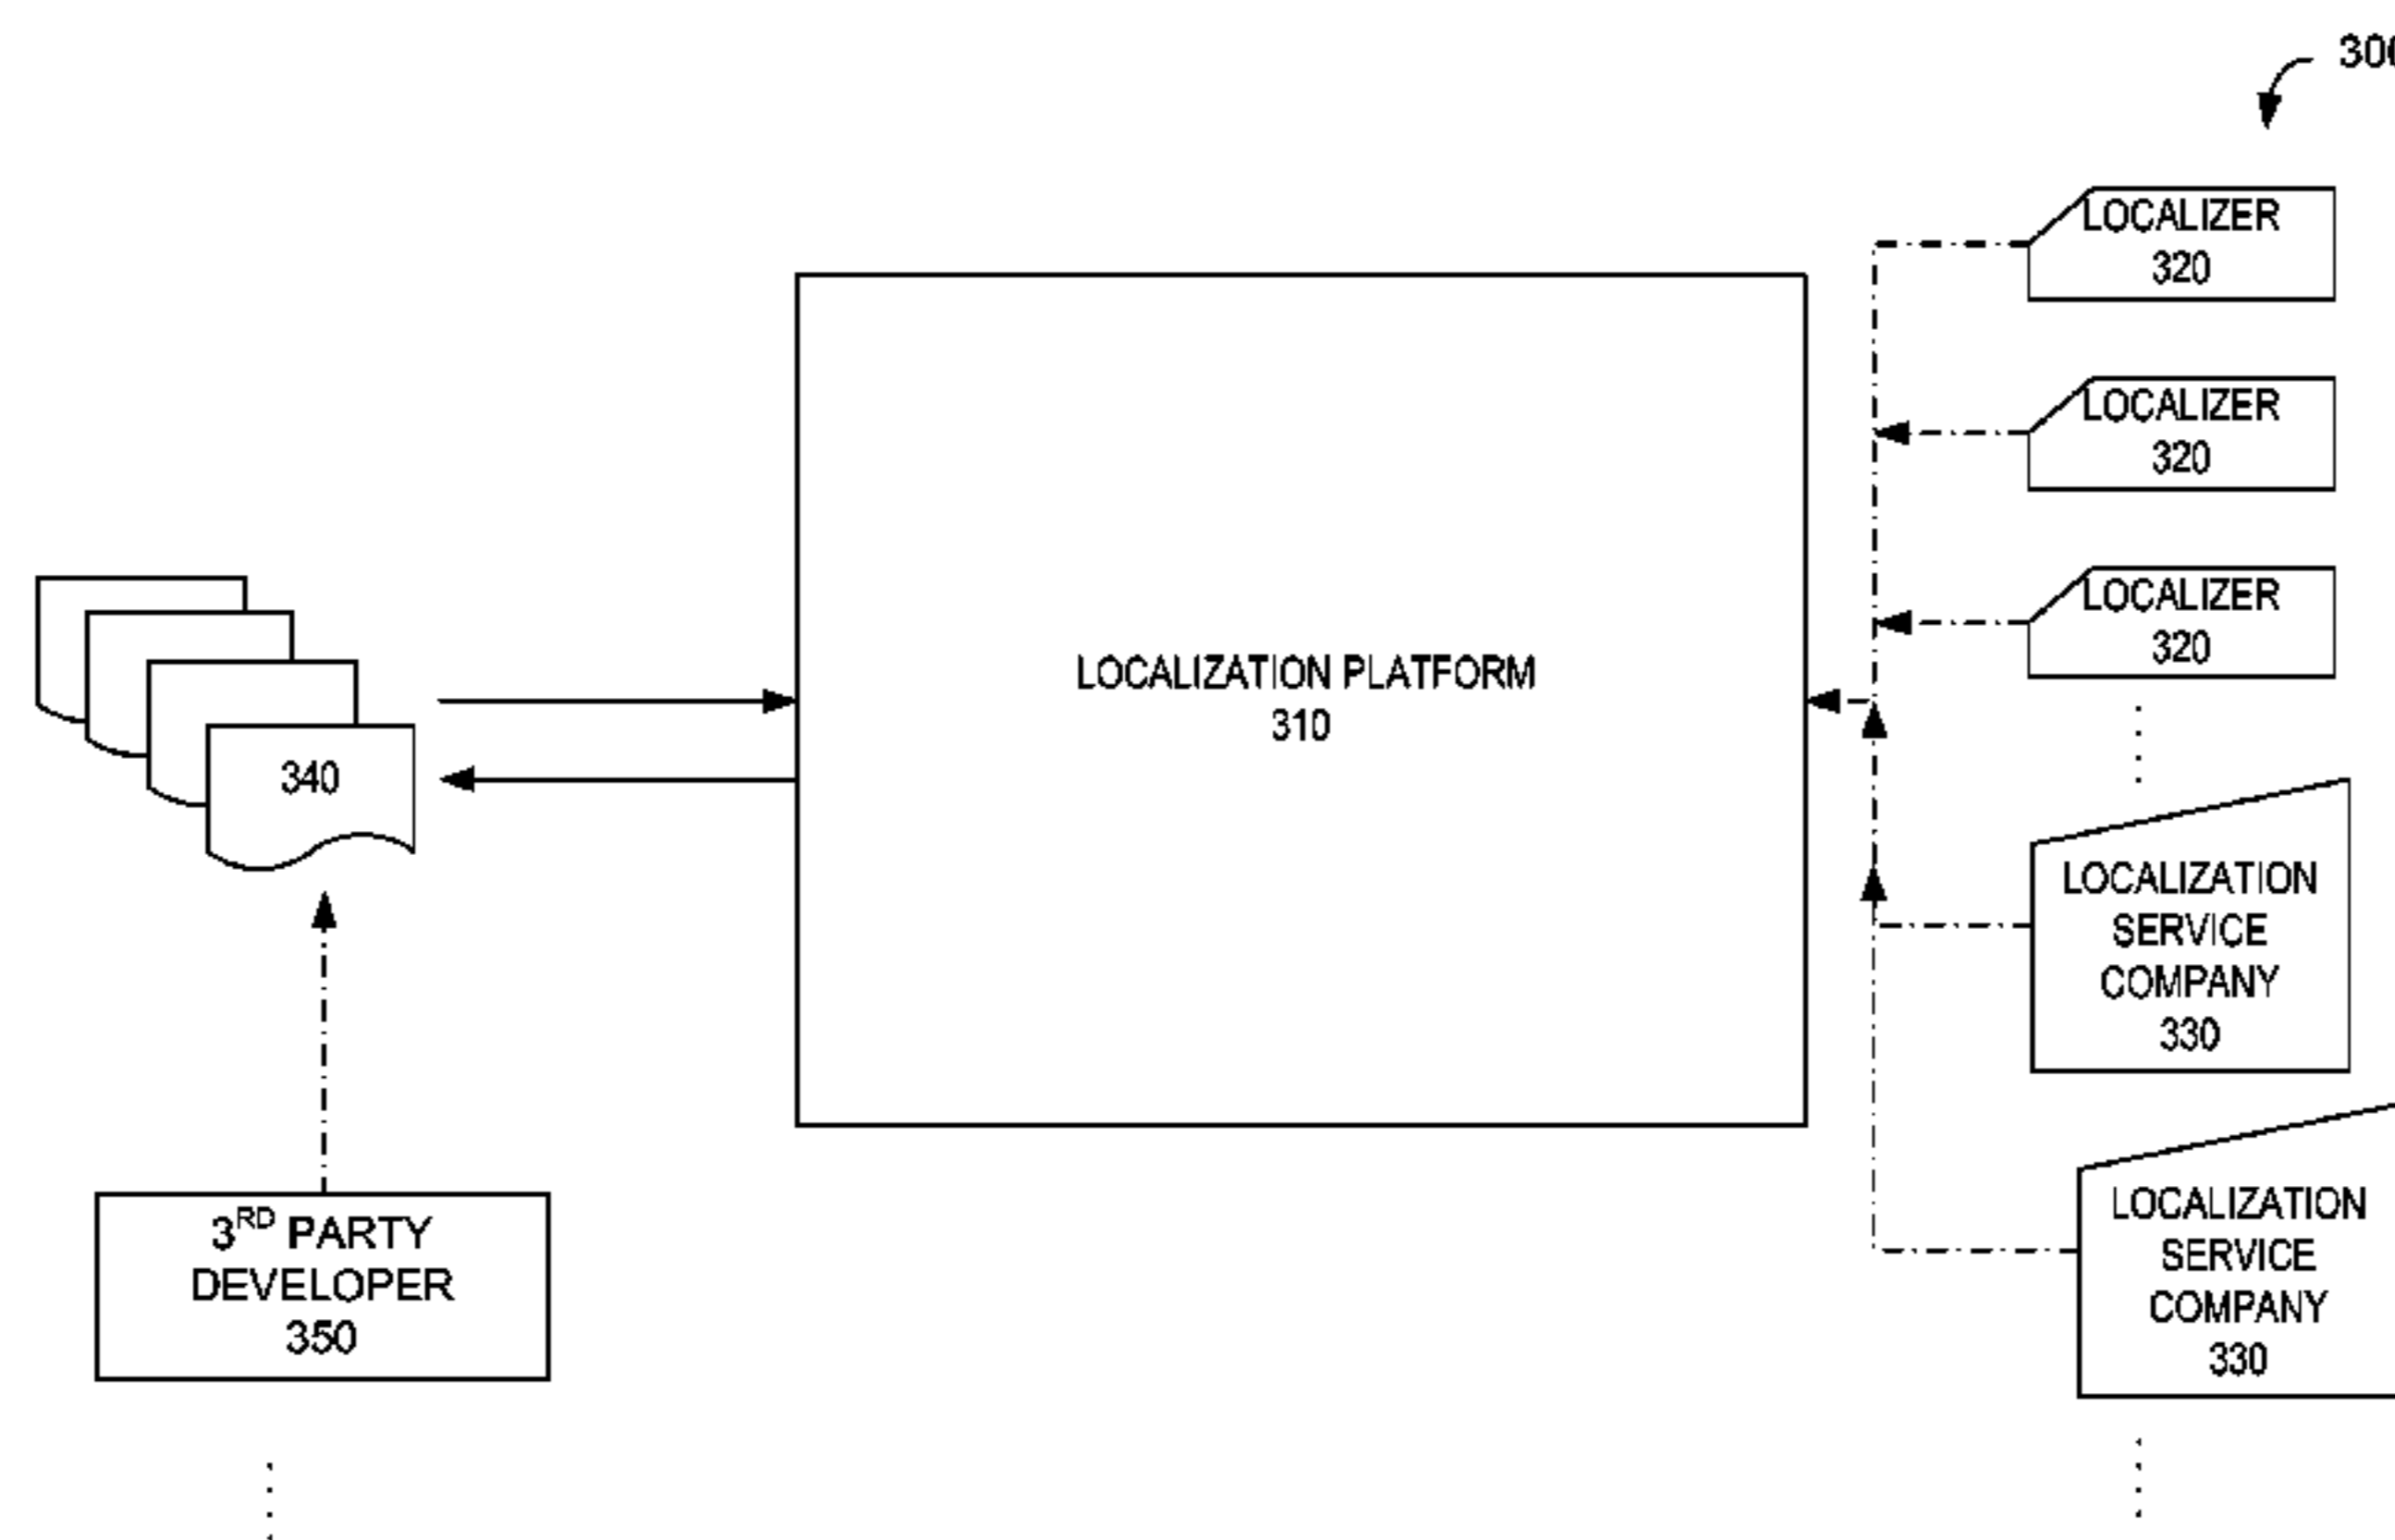 300
LOCALIZER
320
LOCALIZER
320
LOCALIZER
320
LOCALIZATION PLATFORM
310
340
LOCALIZATION
SERVICE
COMPANY
330
3RD PARTY
DEVELOPER
350
LOCALIZATION
SERVICE
COMPANY
330